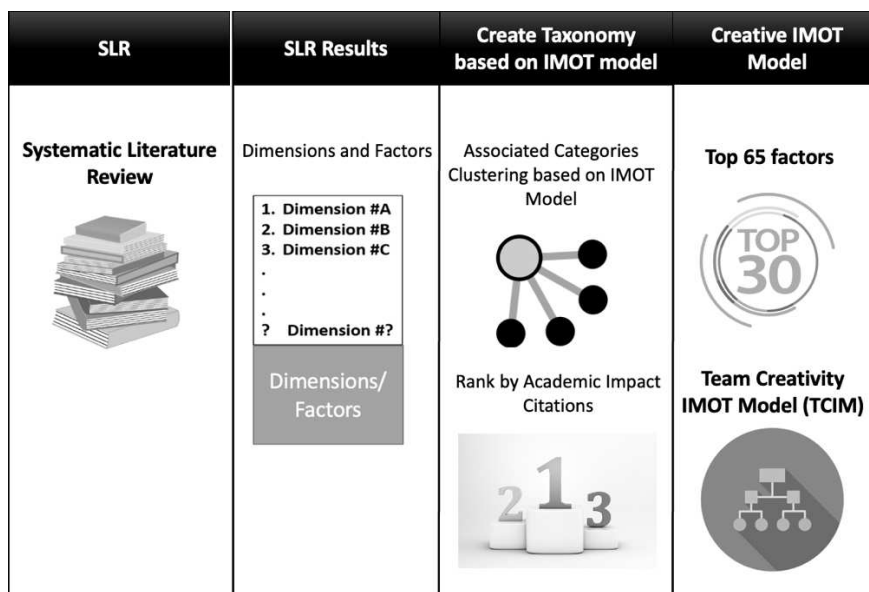 SLR
Systematic Literature
Review
SLR Results
Dimensions and Factors
1. Dimension #A
2. Dimension #B
3. Dimension #C
.
.
.
? Dimension #?
Dimensions/
Factors
Create Taxonomy
based on IMOT model
Associated Categories
Clustering based on IMOT
Model
Rank by Academic Impact
Citations
2 1 3
Creative IMOT
Model
Top 65 factors
TOP
30
Team Creativity
IMOT Model (TCIM)